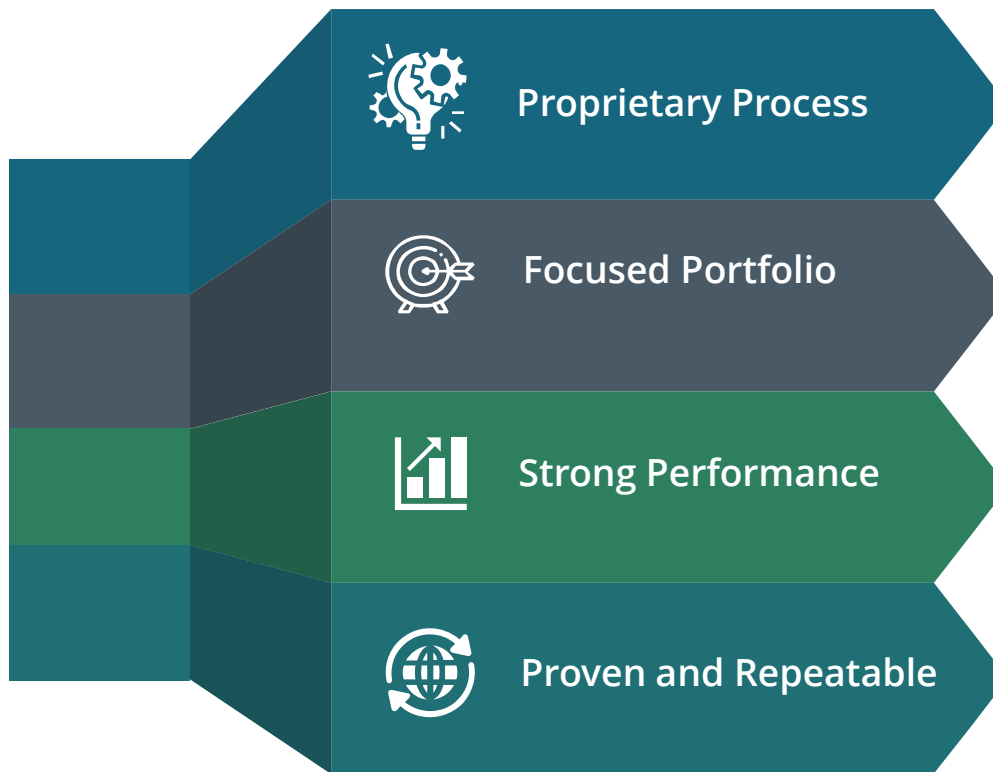 Proprietary Process
Focused Portfolio
Strong Performance
Proven and Repeatable